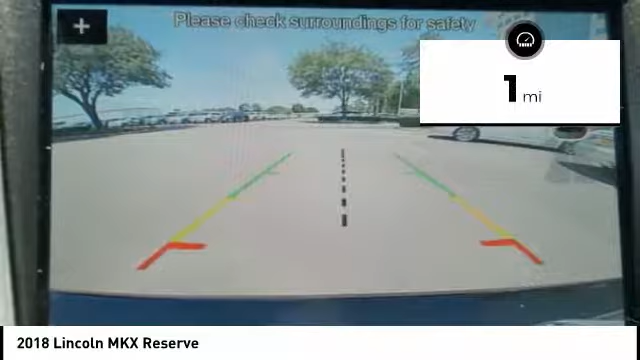 +
Please check surroundings for safety
1 mi
2018 Lincoln MKX Reserve